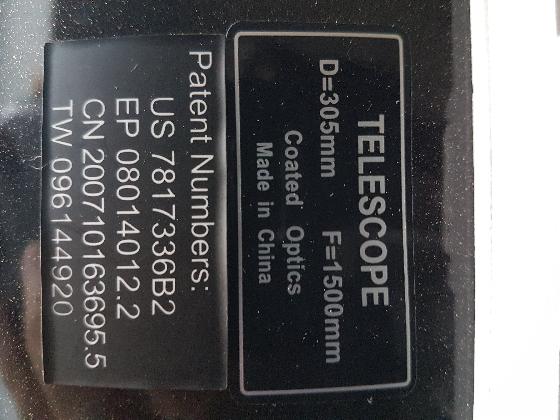 TELESCOPE
D=305mm F=1500mm
Coated Optics
Made in China
Patent Numbers:
US 7817336B2
EP 08014012.2
CN 200710163695.5
TW 096144920